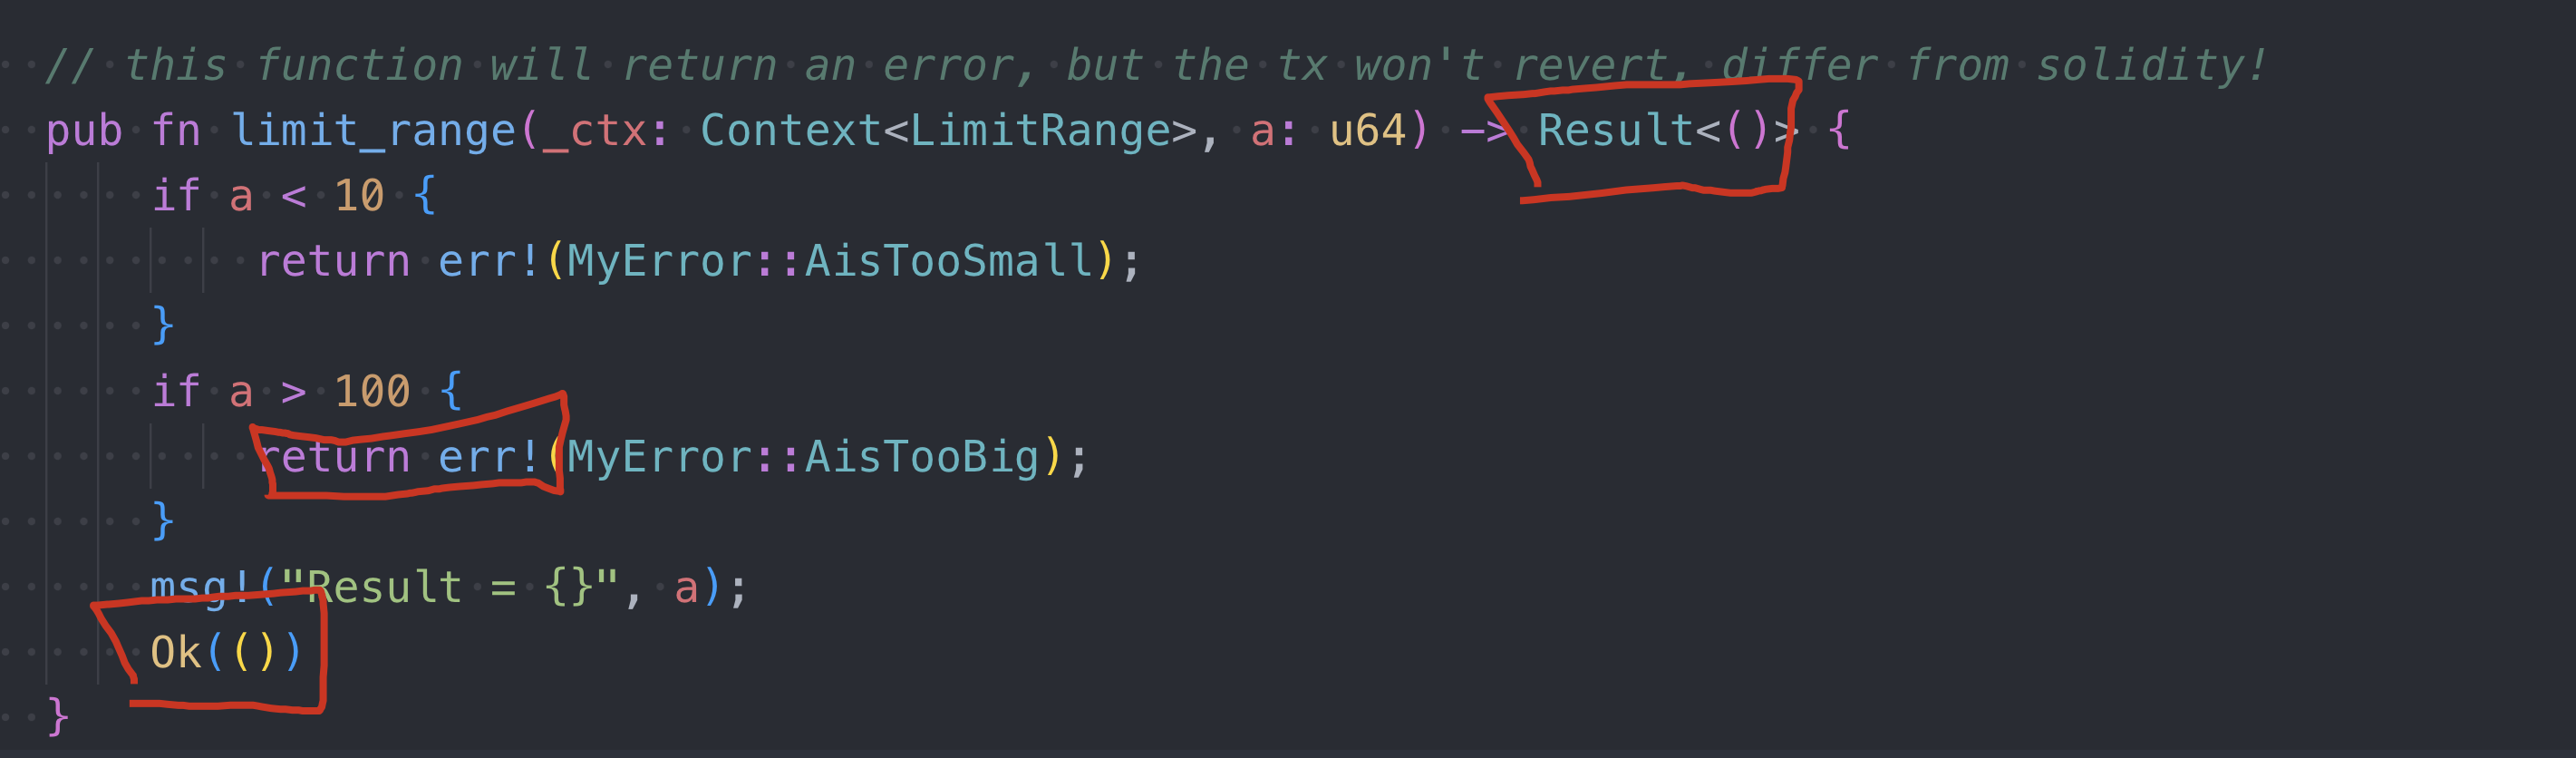 // this function will return an error, but the tx won't revert, differ from solidity!
pub fn limit_range(_ctx: Context<LimitRange>, a: u64) -> Result<()> {
if a < 10 {
return err!(MyError::AisTooSmall);
}
if a > 100 {
return err!(MyError::AisTooBig);
}
msg!("Result = {}", a);
Ok(())
}